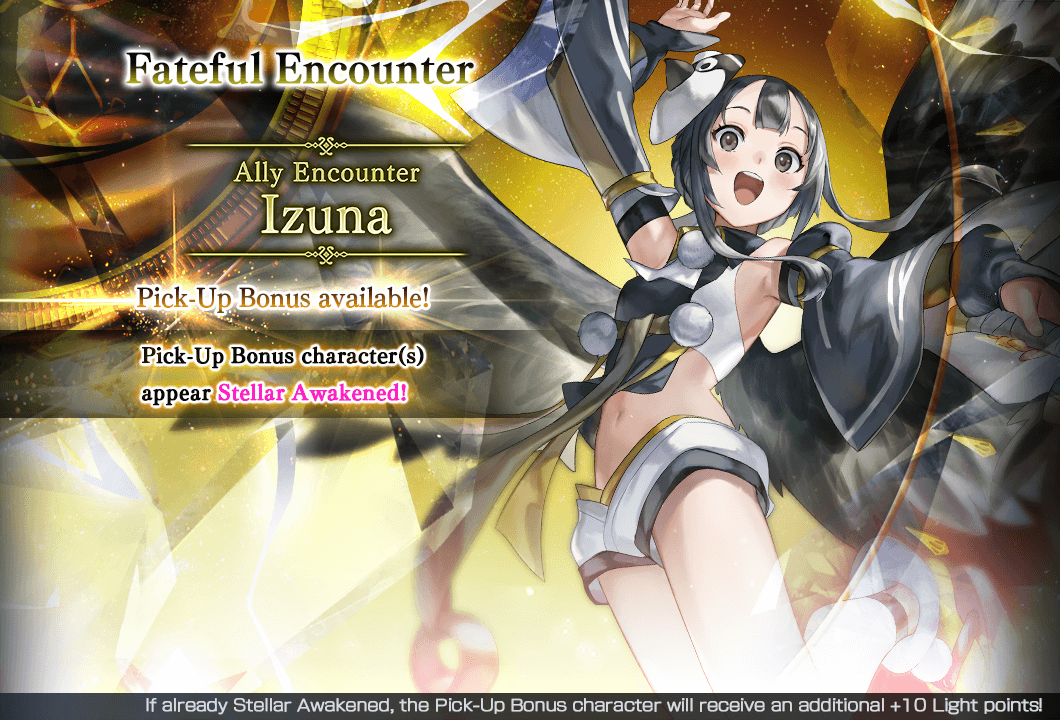 Fateful Encounter
Ally Encounter
Izuna
Pick-Up Bonus available!
Pick-Up Bonus character(s)
appear Stellar Awakened!
If already Stellar Awakened, the Pick-Up Bonus character will receive an additional +10 Light points!